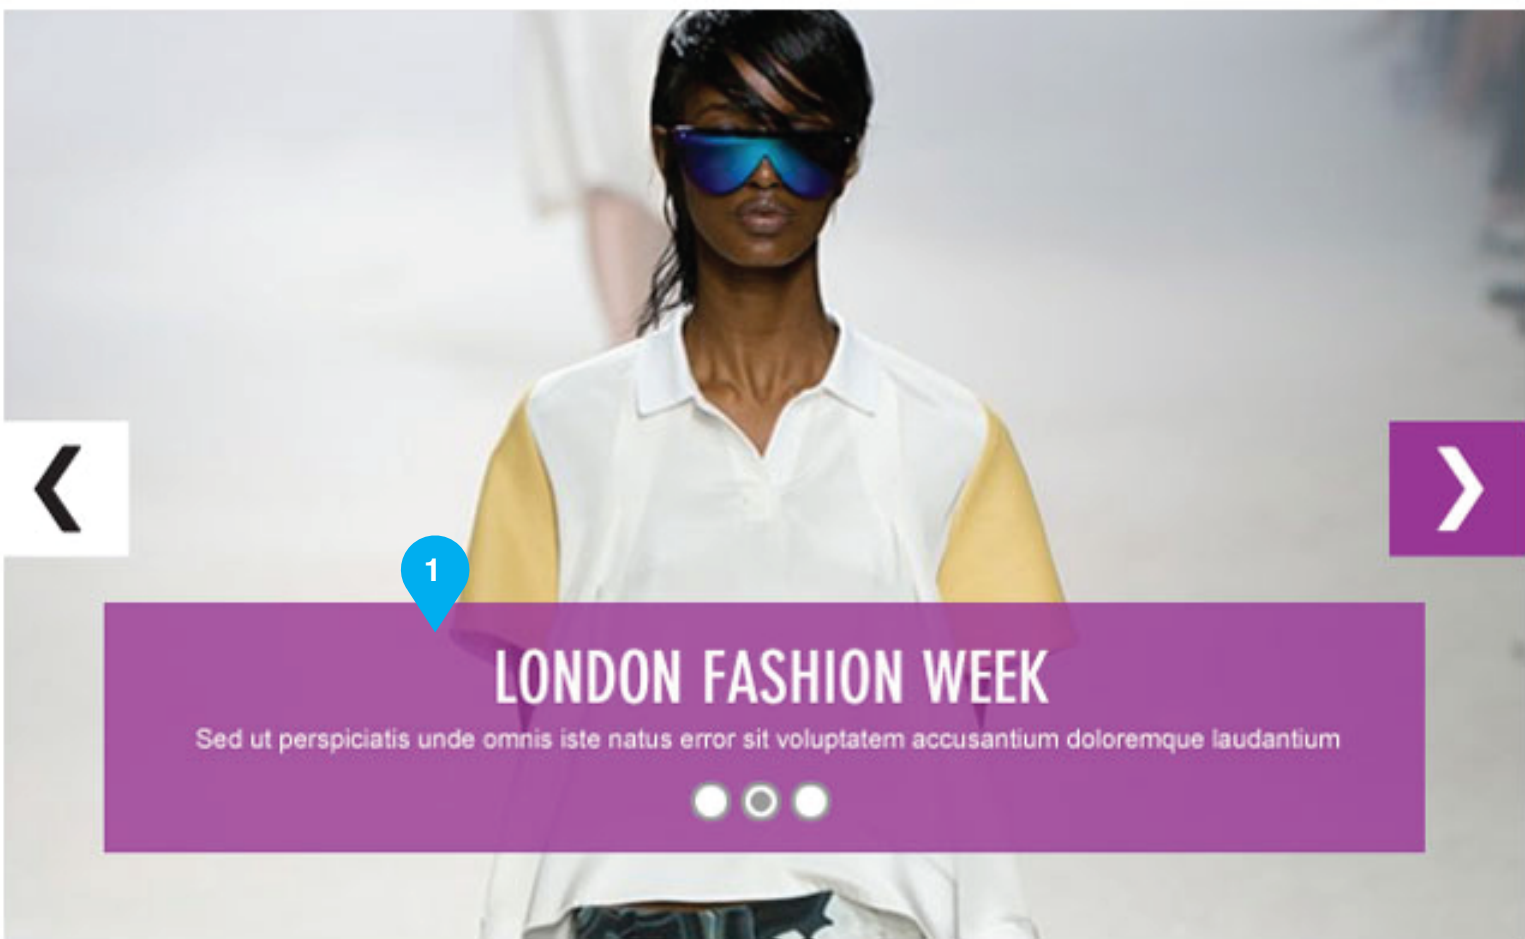 1
LONDON FASHION WEEK
Sed ut perspiciatis unde omnis iste natus error sit voluptatem accusantium doloremque laudantium